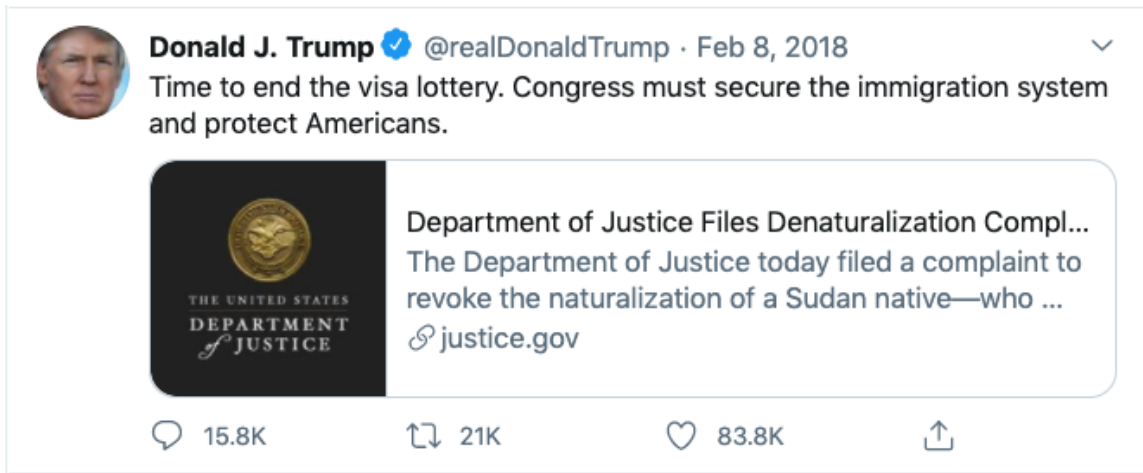 Donald J. Trump @realDonaldTrump · Feb 8, 2018
Time to end the visa lottery. Congress must secure the immigration system
and protect Americans.
THE UNITED STATES
DEPARTMENT
of JUSTICE
Department of Justice Files Denaturalization Compl...
The Department of Justice today filed a complaint to
revoke the naturalization of a Sudan native—who ...
justice.gov
15.8K 21K 83.8K